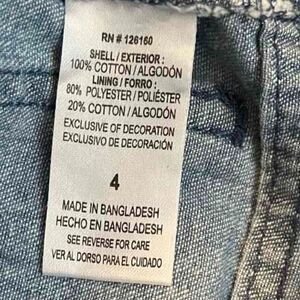 RN # 126160
SHELL / EXTERIOR :
100% COTTON / ALGODÓN
LINING / FORRO :
80% POLYESTER / POLIÉSTER
20% COTTON / ALGODÓN
EXCLUSIVE OF DECORATION
EXCLUSIVO DE DECORACIÓN
4
MADE IN BANGLADESH
HECHO EN BANGLADESH
SEE REVERSE FOR CARE
VER AL DORSO PARA EL CUIDADO